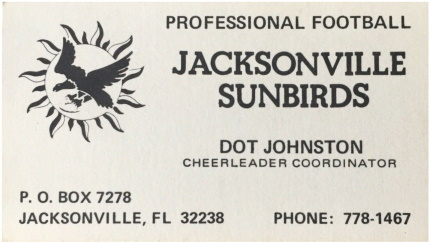 PROFESSIONAL FOOTBALL
JACKSONVILLE
SUNBIRDS
DOT JOHNSTON
CHEERLEADER COORDINATOR
P. O. BOX 7278
JACKSONVILLE, FL 32238
PHONE: 778-1467